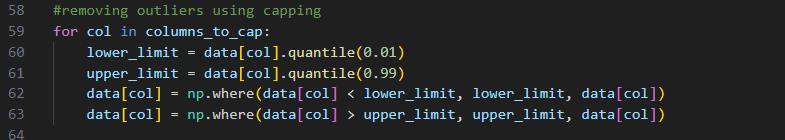 58 #removing outliers using capping
59 for col in columns_to_cap:
60 lower_limit = data[col].quantile(0.01)
61 upper_limit = data[col].quantile(0.99)
62 data[col] = np.where(data[col] < lower_limit, lower_limit, data[col])
63 data[col] = np.where(data[col] > upper_limit, upper_limit, data[col])
64